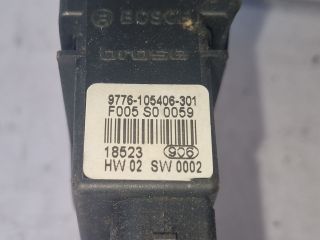 BOSCH
brose
9776-105406-301
F005 S0 0059
18523 906
HW 02 SW 0002